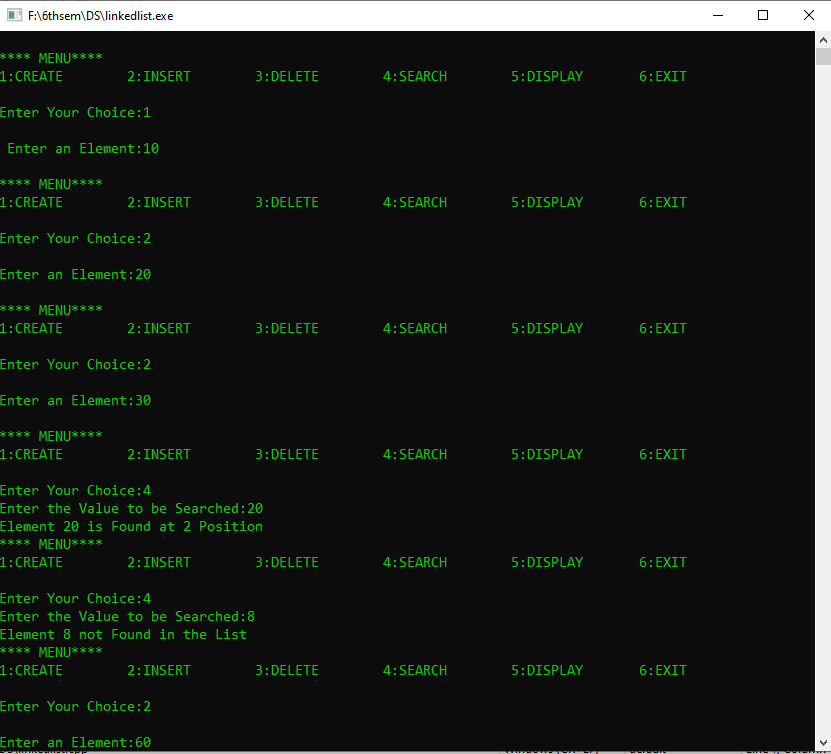 F:\6thsem\DS\linkedlist.exe
**** MENU****
1:CREATE 2:INSERT 3:DELETE 4:SEARCH 5:DISPLAY 6:EXIT
Enter Your Choice:1
Enter an Element:10
**** MENU****
1:CREATE 2:INSERT 3:DELETE 4:SEARCH 5:DISPLAY 6:EXIT
Enter Your Choice:2
Enter an Element:20
**** MENU****
1:CREATE 2:INSERT 3:DELETE 4:SEARCH 5:DISPLAY 6:EXIT
Enter Your Choice:2
Enter an Element:30
**** MENU****
1:CREATE 2:INSERT 3:DELETE 4:SEARCH 5:DISPLAY 6:EXIT
Enter Your Choice:4
Enter the Value to be Searched:20
Element 20 is Found at 2 Position
**** MENU****
1:CREATE 2:INSERT 3:DELETE 4:SEARCH 5:DISPLAY 6:EXIT
Enter Your Choice:4
Enter the Value to be Searched:8
Element 8 not Found in the List
**** MENU****
1:CREATE 2:INSERT 3:DELETE 4:SEARCH 5:DISPLAY 6:EXIT
Enter Your Choice:2
Enter an Element:60